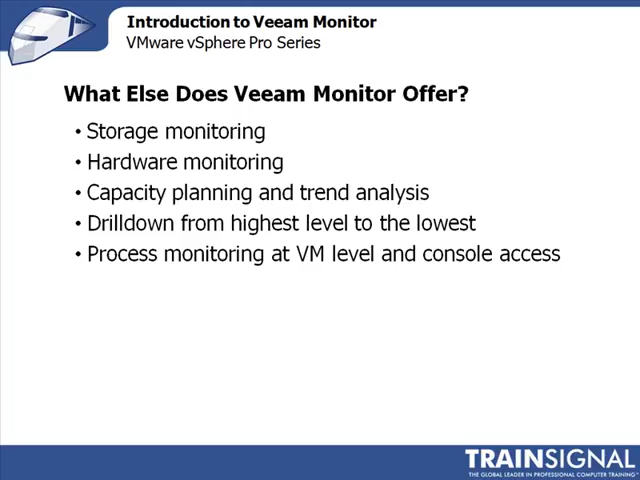 Introduction to Veeam Monitor
VMware vSphere Pro Series
What Else Does Veeam Monitor Offer?
• Storage monitoring
• Hardware monitoring
• Capacity planning and trend analysis
• Drilldown from highest level to the lowest
• Process monitoring at VM level and console access
TRAINSIGNAL
THE GLOBAL LEADER IN PROFESSIONAL COMPUTER TRAINING™